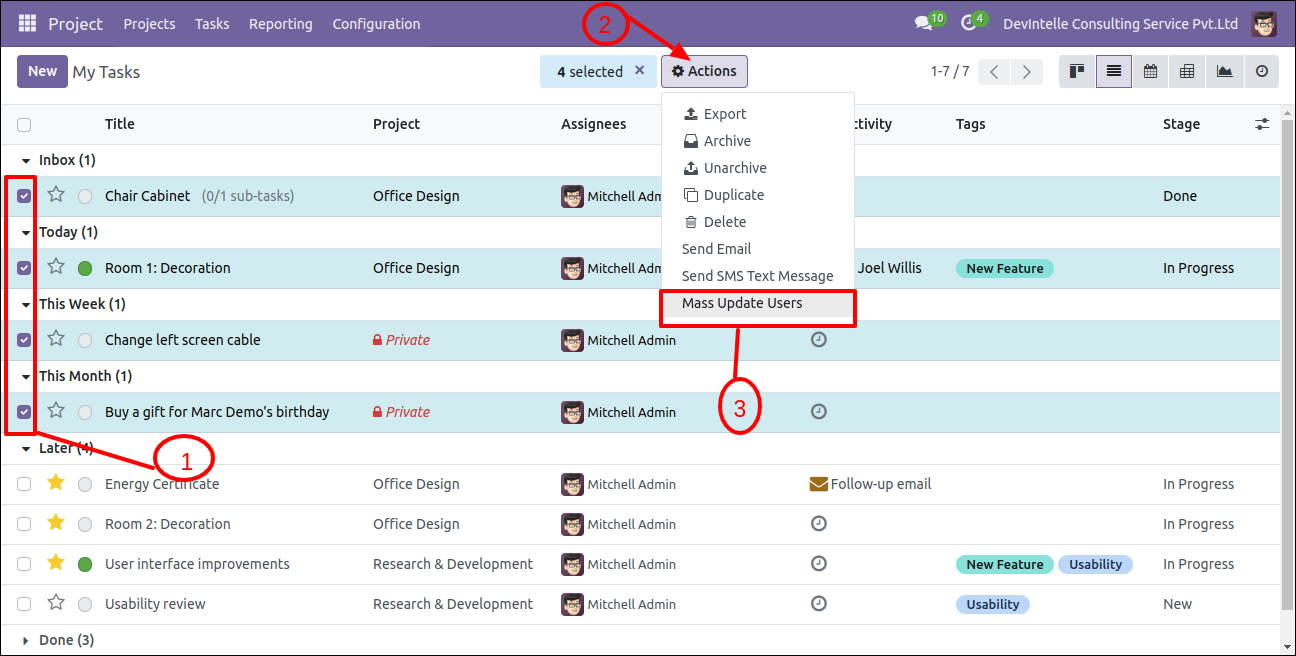 Project Projects Tasks Reporting Configuration 2 10 4 DevIntelle Consulting Service Pvt.Ltd
New My Tasks 4 selected × Actions 1-7 / 7
Export
Archive
Unarchive
Duplicate
Delete
Send Email
Send SMS Text Message
Mass Update Users
Title Project Assignees ctivity Tags Stage
Inbox (1)
Chair Cabinet (0/1 sub-tasks) Office Design Mitchell Adm Done
Today (1)
Room 1: Decoration Office Design Mitchell Adm Joel Willis New Feature In Progress
This Week (1)
Change left screen cable Private Mitchell Admin
This Month (1)
Buy a gift for Marc Demo's birthday Private Mitchell Admin
3
Later (4)
1
Energy Certificate Office Design Mitchell Admin Follow-up email In Progress
Room 2: Decoration Office Design Mitchell Admin In Progress
User interface improvements Research & Development Mitchell Admin New Feature Usability In Progress
Usability review Research & Development Mitchell Admin Usability New
Done (3)